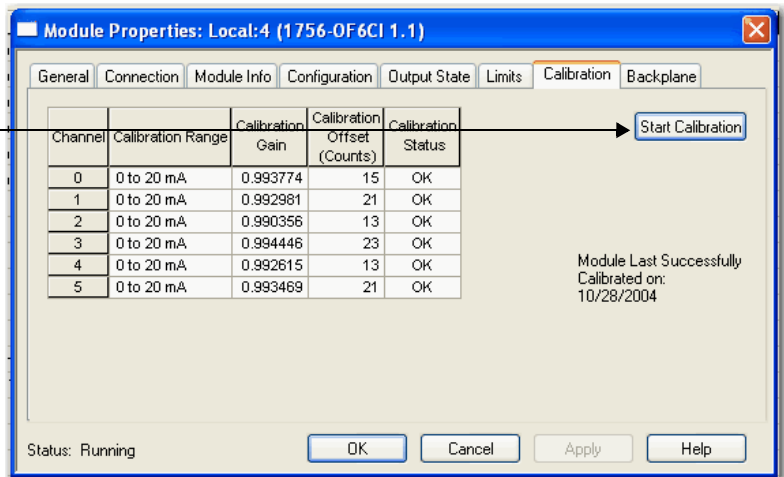 Module Properties: Local:4 (1756-OF6CI 1.1)
General Connection Module Info Configuration Output State Limits Calibration Backplane
Channel Calibration Range Calibration Gain Calibration Offset (Counts) Calibration Status
Start Calibration
0 0 to 20 mA 0.993774 15 OK
1 0 to 20 mA 0.992981 21 OK
2 0 to 20 mA 0.990356 13 OK
3 0 to 20 mA 0.994446 23 OK
4 0 to 20 mA 0.992615 13 OK
5 0 to 20 mA 0.993469 21 OK
Module Last Successfully
Calibrated on:
10/28/2004
Status: Running
OK Cancel Apply Help